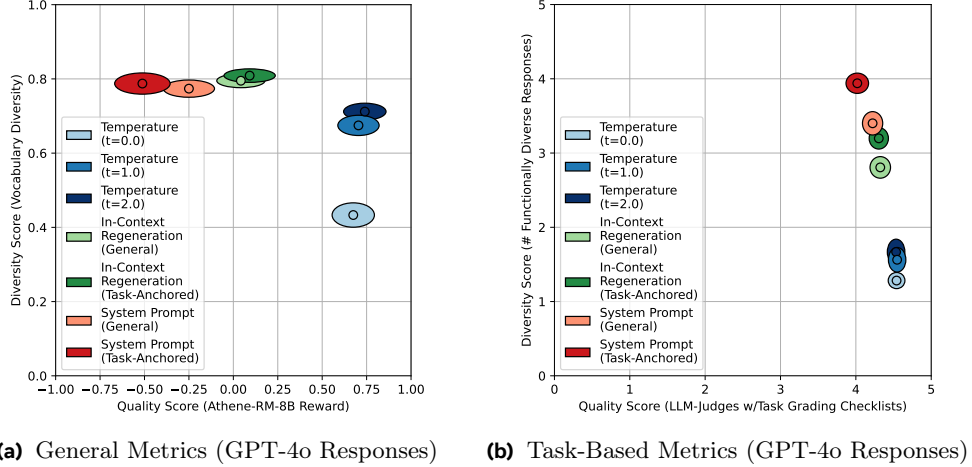 1.0
0.8
0.6
0.4
0.2
0.0
Diversity Score (Vocabulary Diversity)
Temperature
(t=0.0)
Temperature
(t=1.0)
Temperature
(t=2.0)
In-Context
Regeneration
(General)
In-Context
Regeneration
(Task-Anchored)
System Prompt
(General)
System Prompt
(Task-Anchored)
−1.00 −0.75 −0.50 −0.25 0.00 0.25 0.50 0.75 1.00
Quality Score (Athene-RM-8B Reward)
(a) General Metrics (GPT-4o Responses)
5
4
3
2
1
0
Diversity Score (# Functionally Diverse Responses)
Temperature
(t=0.0)
Temperature
(t=1.0)
Temperature
(t=2.0)
In-Context
Regeneration
(General)
In-Context
Regeneration
(Task-Anchored)
System Prompt
(General)
System Prompt
(Task-Anchored)
0 1 2 3 4 5
Quality Score (LLM-Judges w/Task Grading Checklists)
(b) Task-Based Metrics (GPT-4o Responses)